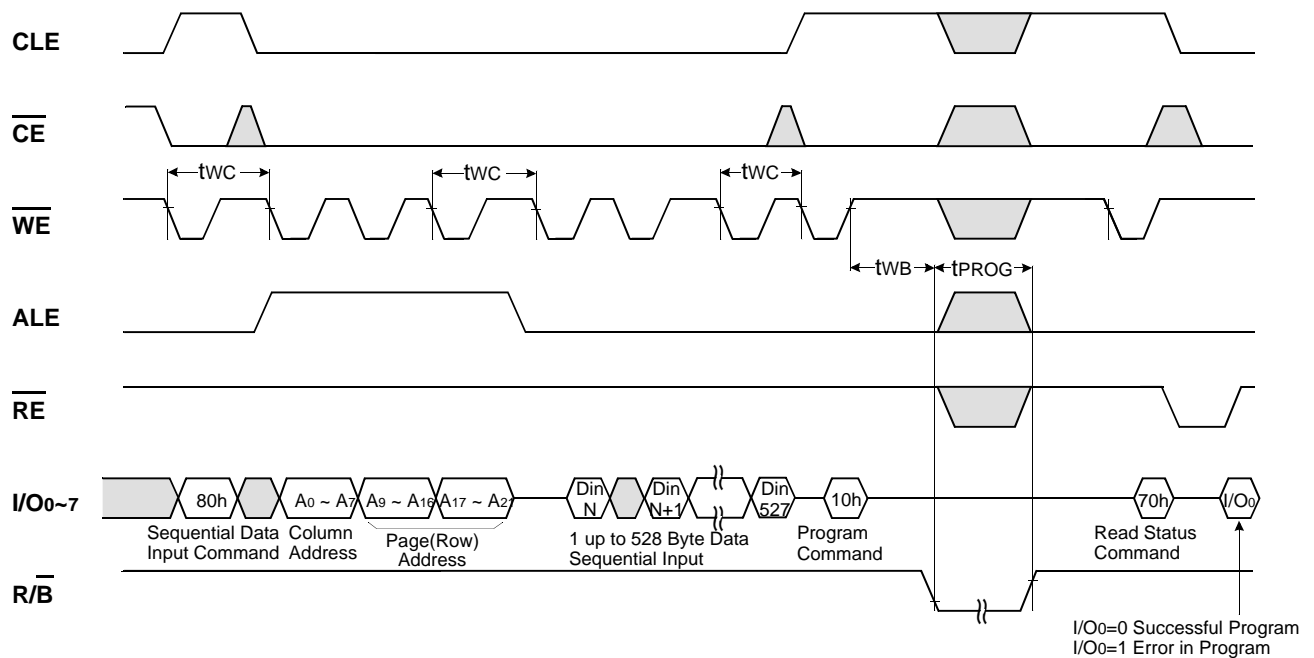 CLE
CE
tWC
tWC
tWC
WE
tWB
tPROG
ALE
RE
I/O0~7
80h
A0 ~ A7
A9 ~ A16
A17 ~ A21
Din
N
Din
N+1
Din
527
10h
70h
I/O0
Sequential Data
Input Command
Column
Address
Page(Row)
Address
1 up to 528 Byte Data
Sequential Input
Program
Command
Read Status
Command
R/B
I/O0=0 Successful Program
I/O0=1 Error in Program